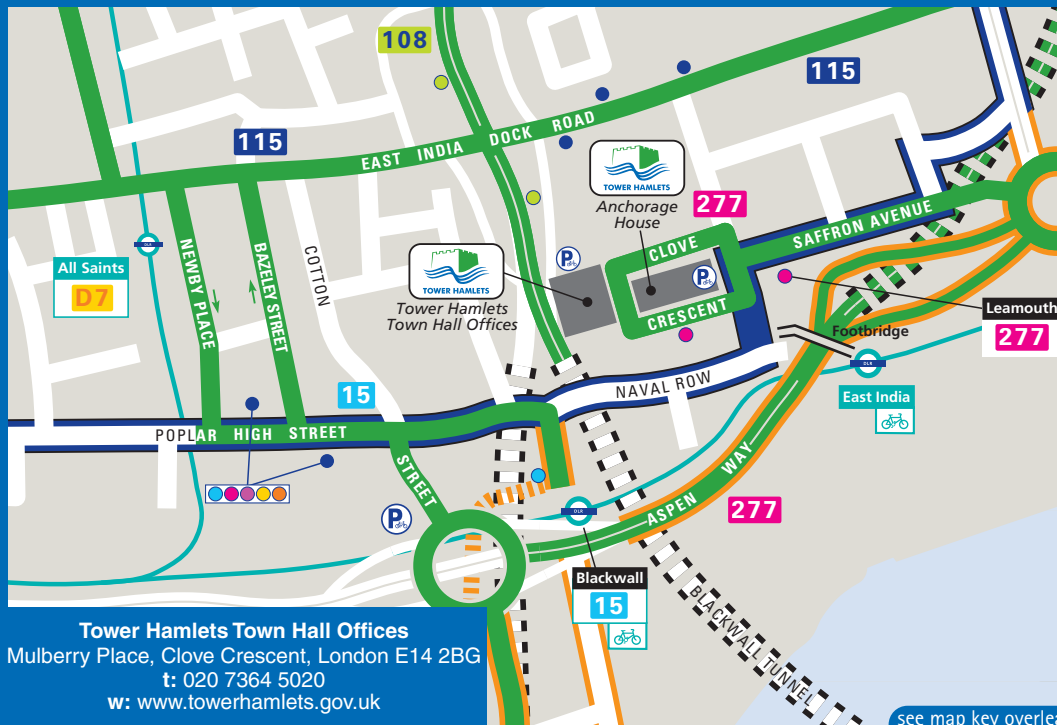 108
115
115
EAST INDIA DOCK ROAD
TOWER HAMLETS
Anchorage
House
277
CLOVE
CRESCENT
SAFFRON AVENUE
P
P
TOWER HAMLETS
Tower Hamlets
Town Hall Offices
DLR
All Saints
D7
NEWBY PLACE
BAZELEY STREET
COTTON
STREET
Leamouth
277
Footbridge
DLR
East India
15
NAVAL ROW
POPLAR HIGH STREET
P
ASPEN WAY
277
DLR
Blackwall
15
BLACKWALL TUNNEL
Tower Hamlets Town Hall Offices
Mulberry Place, Clove Crescent, London E14 2BG
t: 020 7364 5020
w: www.towerhamlets.gov.uk
see map key